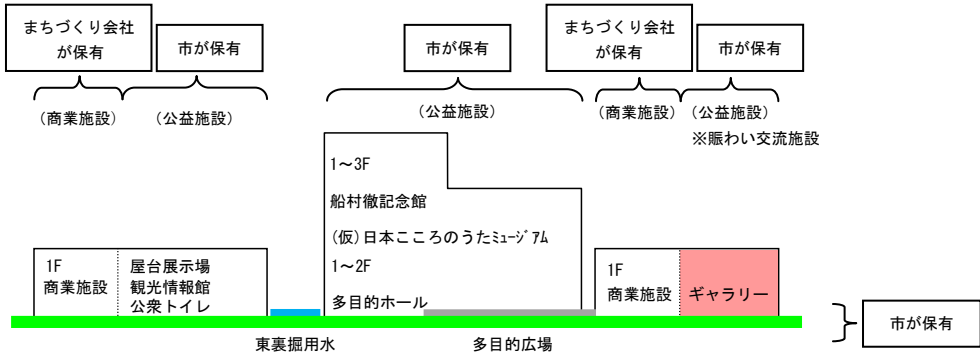 まちづくり会社
が保有
市が保有
市が保有
まちづくり会社
が保有
市が保有
(商業施設)
(公益施設)
(公益施設)
(商業施設)
(公益施設)
※賑わい交流施設
1～3F
船村徹記念館
(仮)日本こころのうたﾐｭｰｼﾞｱﾑ
1～2F
多目的ホール
1F
商業施設
屋台展示場
観光情報館
公衆トイレ
1F
商業施設
ギャラリー
市が保有
東裏掘用水
多目的広場